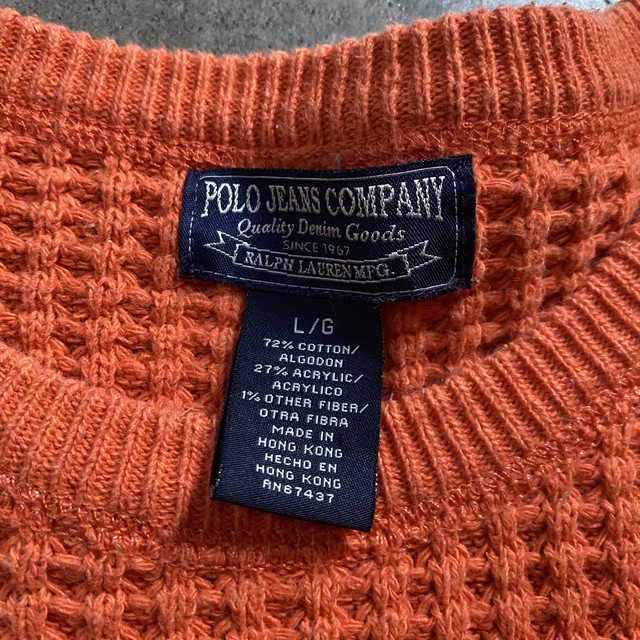 POLO JEANS COMPANY
Quality Denim Goods
SINCE 1967
RALPH LAUREN MFG.
L/G
72% COTTON/
ALGODON
27% ACRYLIC/
ACRYLICO
1% OTHER FIBER/
OTRA FIBRA
MADE IN
HONG KONG
HECHO EN
HONG KONG
RN67437